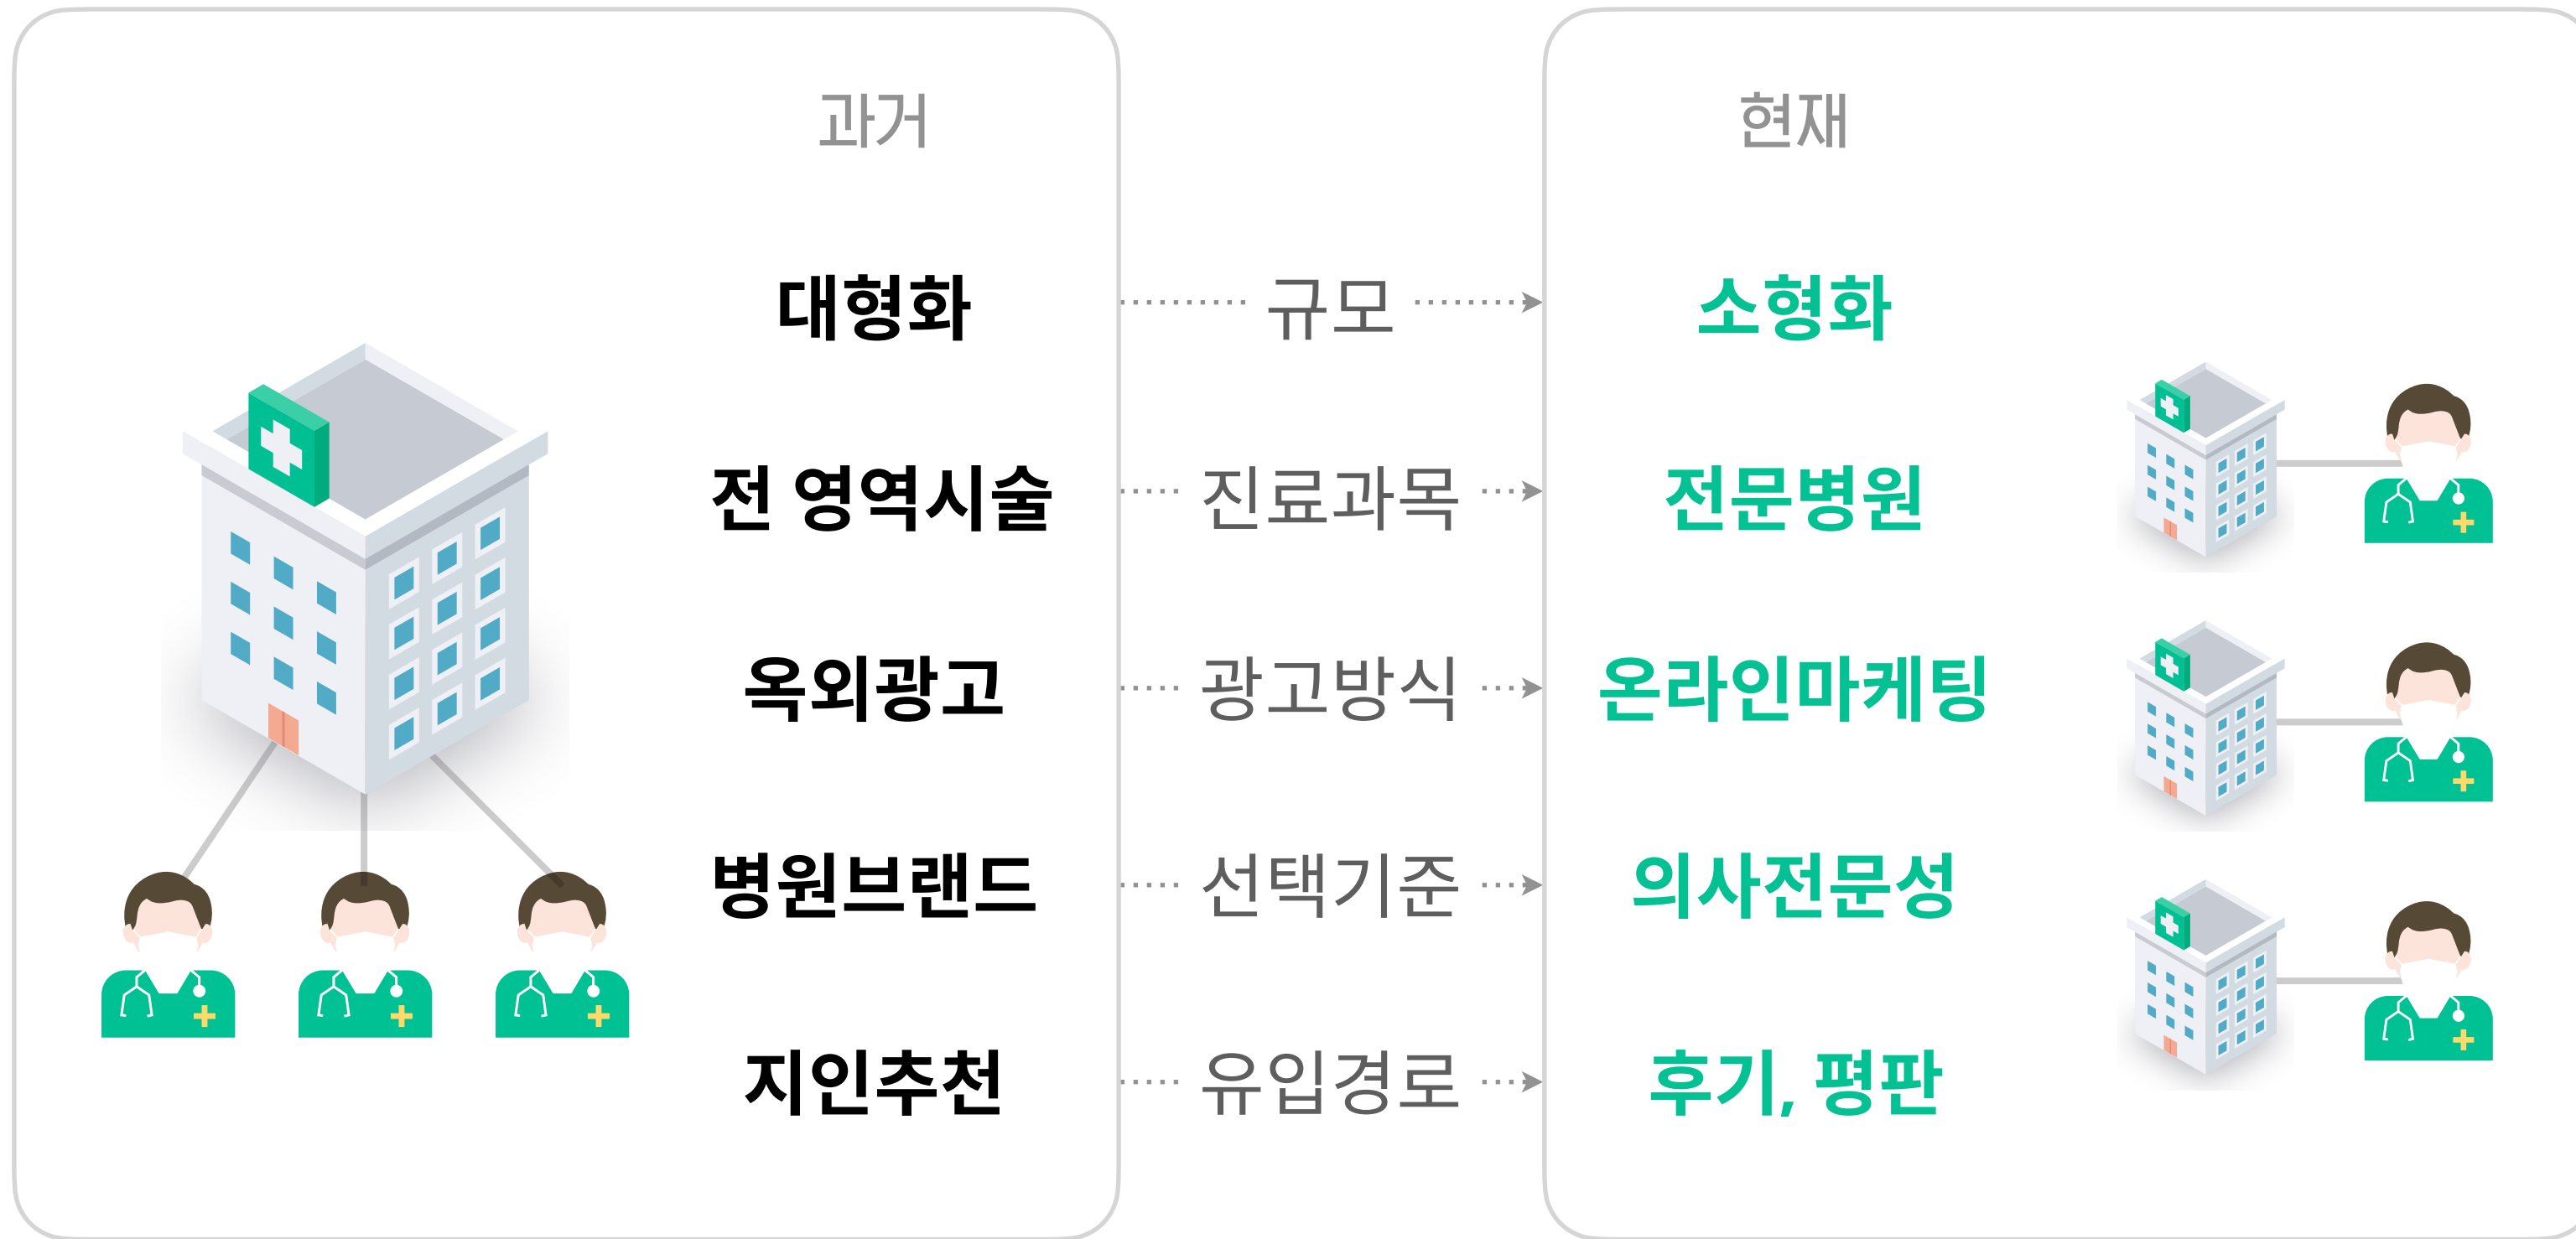 과거 현재
대형화 규모 소형화
전 영역시술 진료과목 전문병원
옥외광고 광고방식 온라인마케팅
병원브랜드 선택기준 의사전문성
지인추천 유입경로 후기, 평판